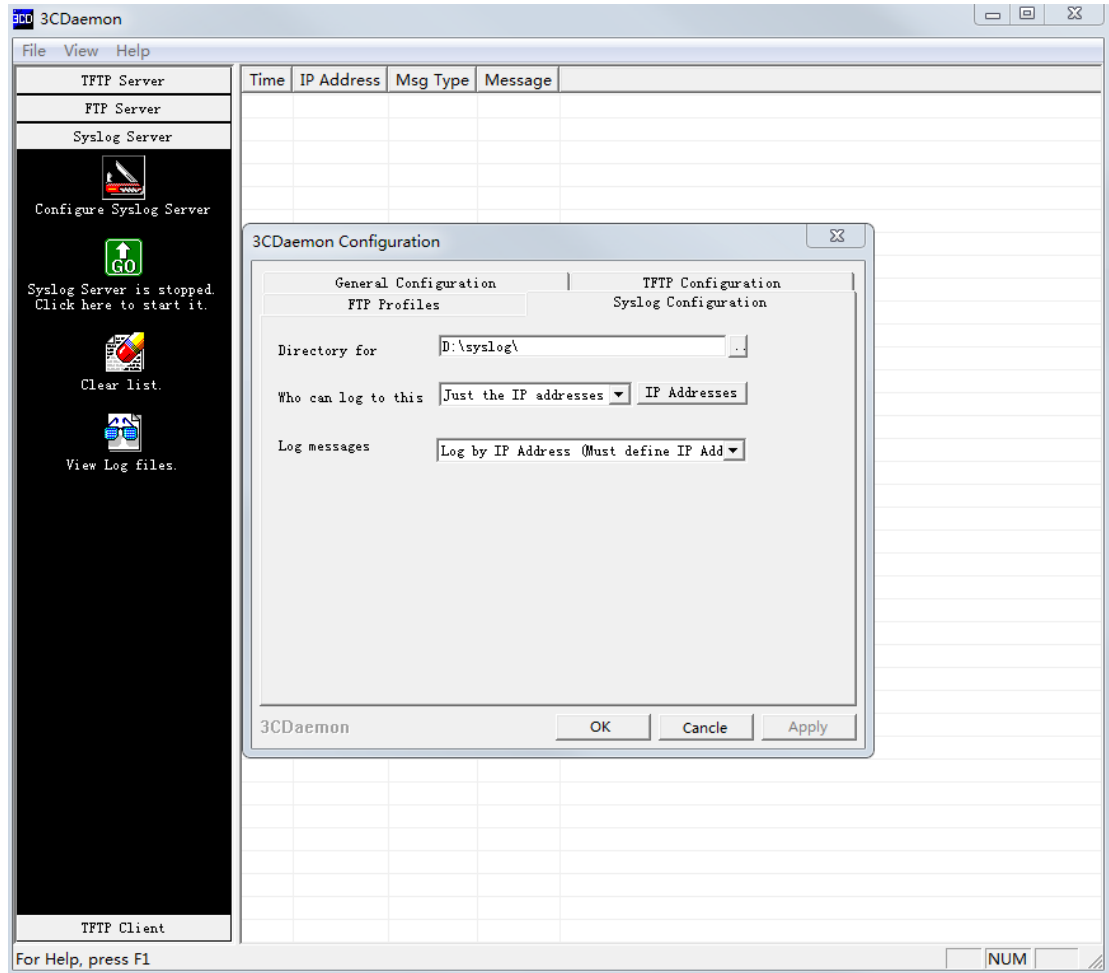 3CD 3CDaemon
File View Help
TFTP Server
FTP Server
Syslog Server
Configure Syslog Server
GO
Syslog Server is stopped.
Click here to start it.
Clear list.
View Log files.
TFTP Client
Time IP Address Msg Type Message
3CDaemon Configuration
General Configuration TFTP Configuration
FTP Profiles Syslog Configuration
Directory for D:\syslog\ ..
Who can log to this Just the IP addresses IP Addresses
Log messages Log by IP Address (Must define IP Add
3CDaemon OK Cancle Apply
For Help, press F1 NUM